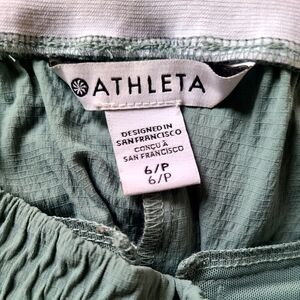 ATHLETA
DESIGNED IN
SAN FRANCISCO
CONÇU À
SAN FRANCISCO
6/P
6/P